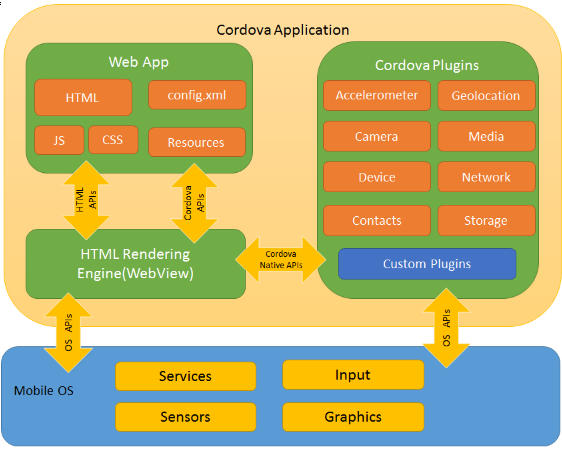 Cordova Application
Web App
HTML
config.xml
JS
CSS
Resources
HTML
APIs
Cordova
APIs
HTML Rendering
Engine(WebView)
Cordova
Native APIs
Cordova Plugins
Accelerometer
Geolocation
Camera
Media
Device
Network
Contacts
Storage
Custom Plugins
OS APIs
OS APIs
Mobile OS
Services
Input
Sensors
Graphics